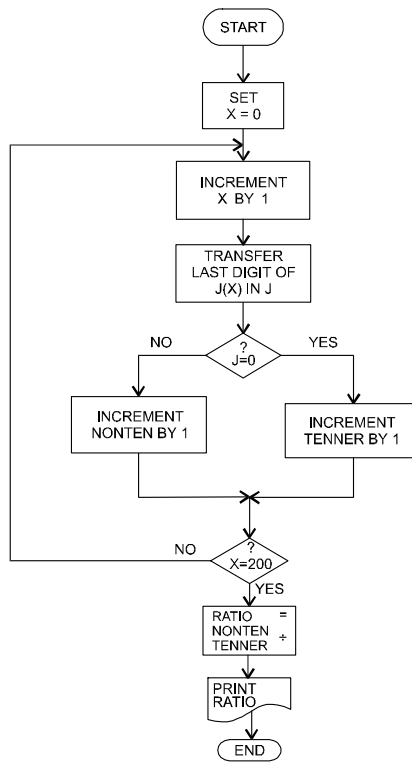 START
SET
X = 0
INCREMENT
X BY 1
TRANSFER
LAST DIGIT OF
J(X) IN J
NO
?
J=0
YES
INCREMENT
NONTEN BY 1
INCREMENT
TENNER BY 1
NO
?
X=200
YES
RATIO =
NONTEN
TENNER ÷
PRINT
RATIO
END